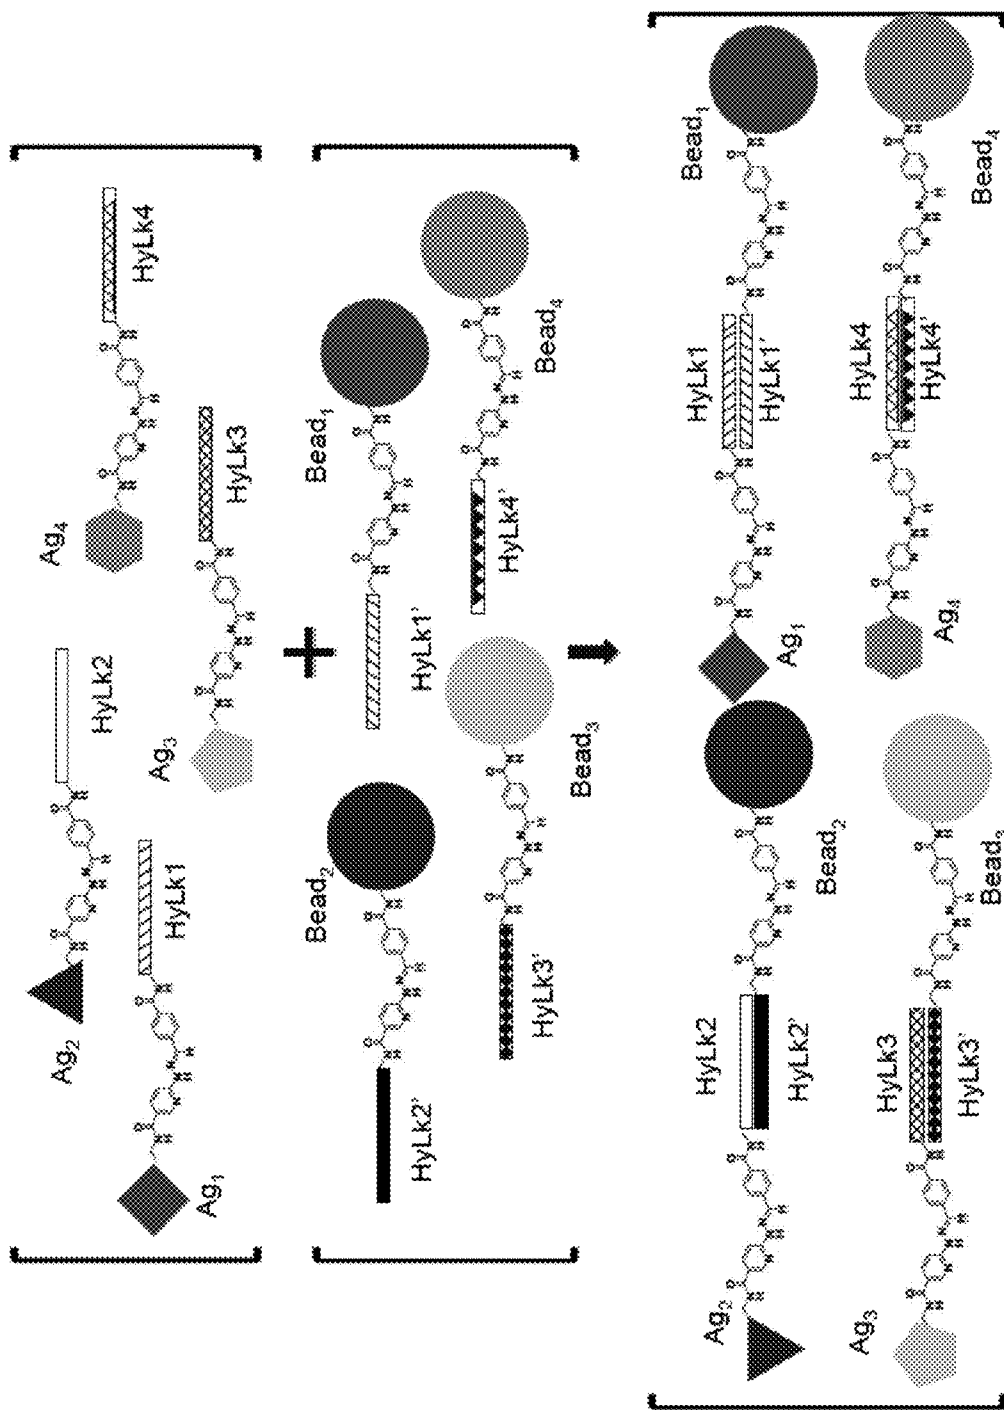 Ag₁
HyLk1
Ag₂
HyLk2
Ag₃
HyLk3
Ag₄
HyLk4
+
HyLk2'
Bead₂
HyLk3'
Bead₃
HyLk1'
Bead₁
HyLk4'
Bead₄
Ag₂
HyLk2
HyLk2'
Bead₂
Ag₁
HyLk1
HyLk1'
Bead₁
Ag₃
HyLk3
HyLk3'
Bead₃
Ag₄
HyLk4
HyLk4'
Bead₄